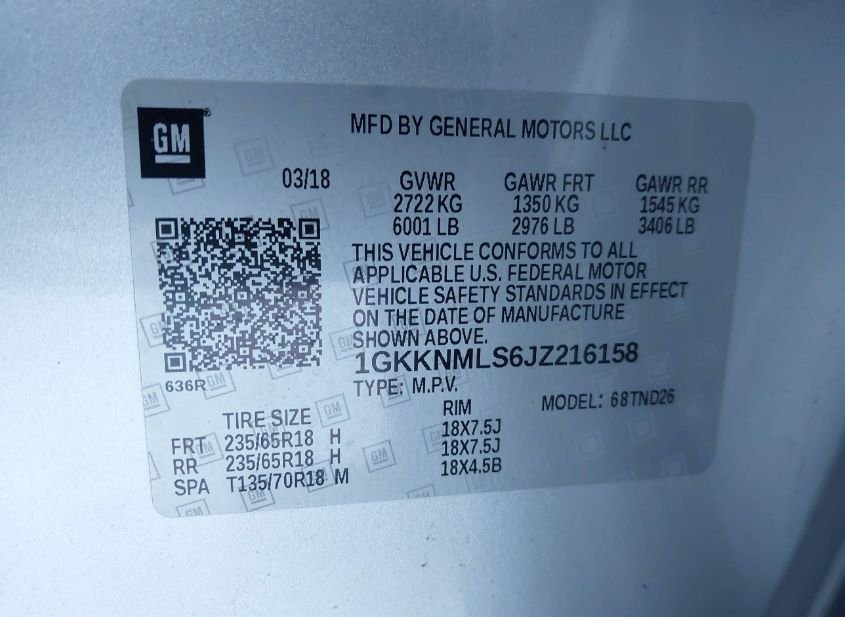 GM
MFD BY GENERAL MOTORS LLC
03/18
GVWR GAWR FRT GAWR RR
2722 KG 1350 KG 1545 KG
6001 LB 2976 LB 3406 LB
THIS VEHICLE CONFORMS TO ALL
APPLICABLE U.S. FEDERAL MOTOR
VEHICLE SAFETY STANDARDS IN EFFECT
ON THE DATE OF MANUFACTURE
SHOWN ABOVE.
1GKKNMLS6JZ216158
636R
TYPE: M.P.V. MODEL: 68TND26
TIRE SIZE RIM
FRT 235/65R18 H 18X7.5J
RR 235/65R18 H 18X7.5J
SPA T135/70R18 M 18X4.5B